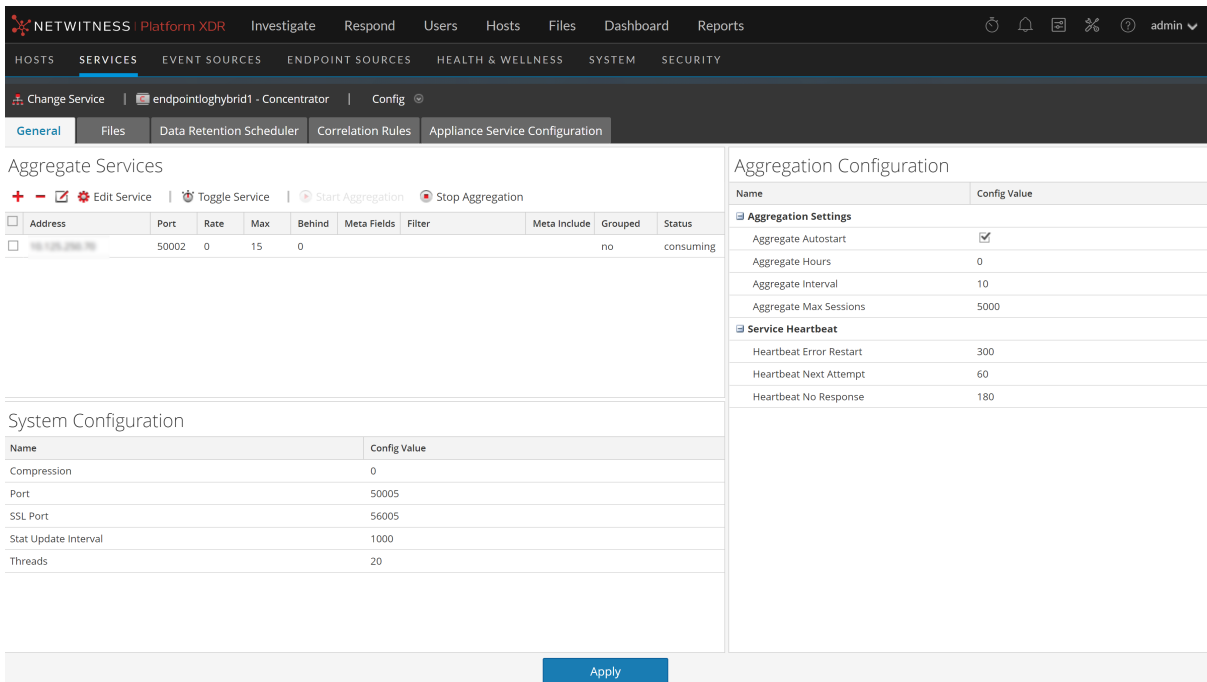 NETWITNESS Platform XDR Investigate Respond Users Hosts Files Dashboard Reports admin
HOSTS SERVICES EVENT SOURCES ENDPOINT SOURCES HEALTH & WELLNESS SYSTEM SECURITY
Change Service | endpointloghybrid1 - Concentrator | Config
General Files Data Retention Scheduler Correlation Rules Appliance Service Configuration
Aggregate Services
Edit Service | Toggle Service | Start Aggregation Stop Aggregation
Address Port Rate Max Behind Meta Fields Filter Meta Include Grouped Status
50002 0 15 0 no consuming
System Configuration
Name Config Value
Compression 0
Port 50005
SSL Port 56005
Stat Update Interval 1000
Threads 20
Aggregation Configuration
Name Config Value
Aggregation Settings
Aggregate Autostart
Aggregate Hours 0
Aggregate Interval 10
Aggregate Max Sessions 5000
Service Heartbeat
Heartbeat Error Restart 300
Heartbeat Next Attempt 60
Heartbeat No Response 180
Apply